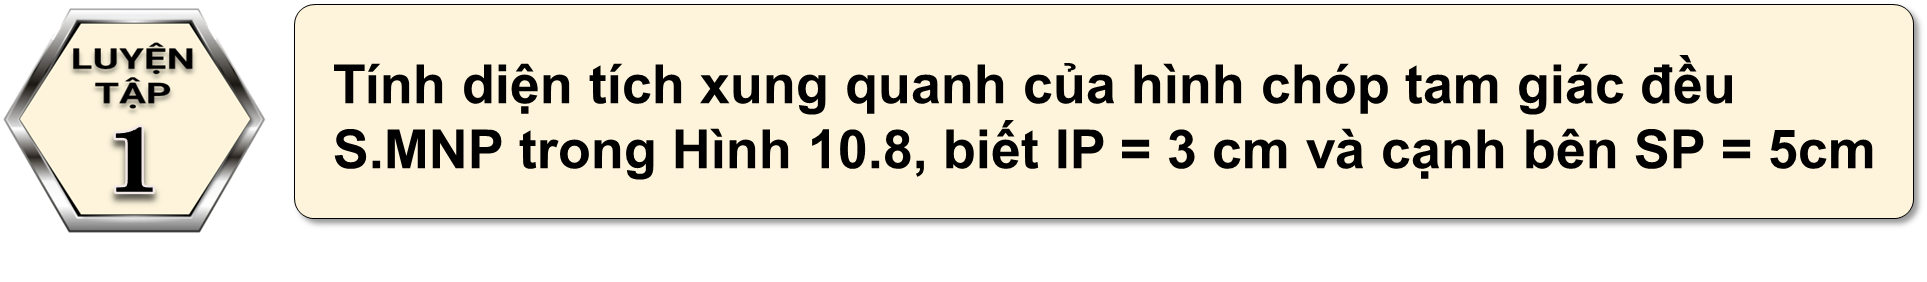 LUYỆN
TẬP
1
Tính diện tích xung quanh của hình chóp tam giác đều
S.MNP trong Hình 10.8, biết IP = 3 cm và cạnh bên SP = 5cm